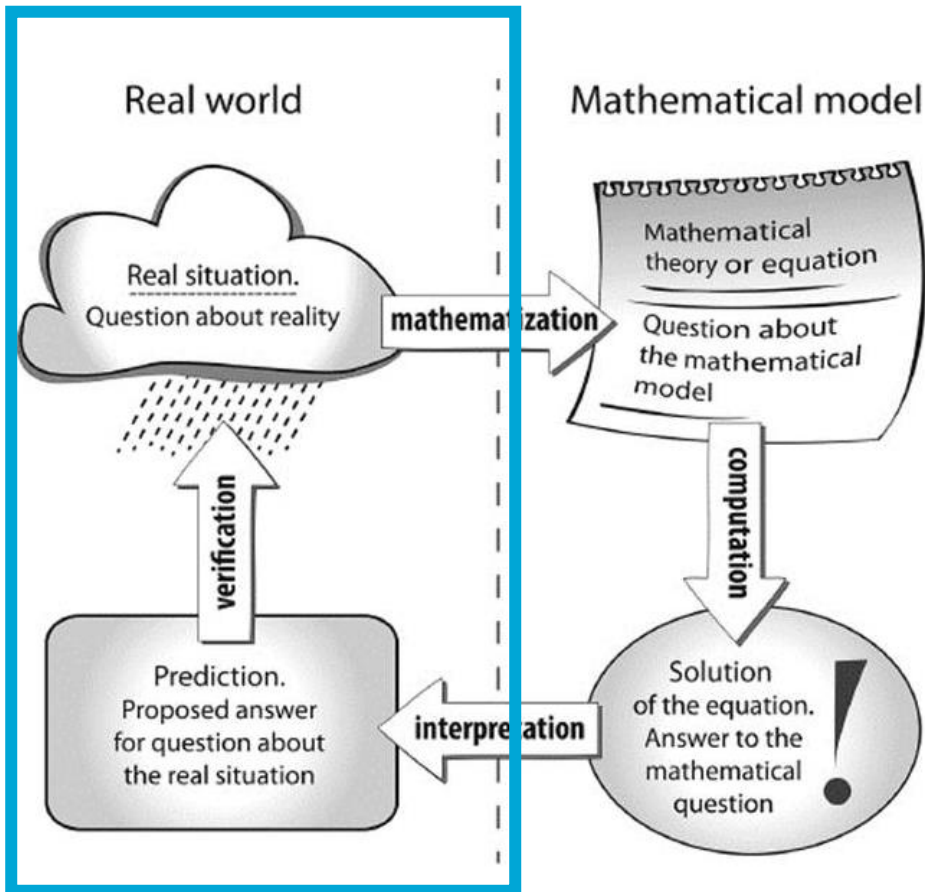 Real world
Mathematical model
Real situation.
Question about reality
mathematization
Mathematical
theory or equation
Question about
the mathematical
model
computation
Solution
of the equation.
Answer to the
mathematical
question
interpretation
Prediction.
Proposed answer
for question about
the real situation
verification